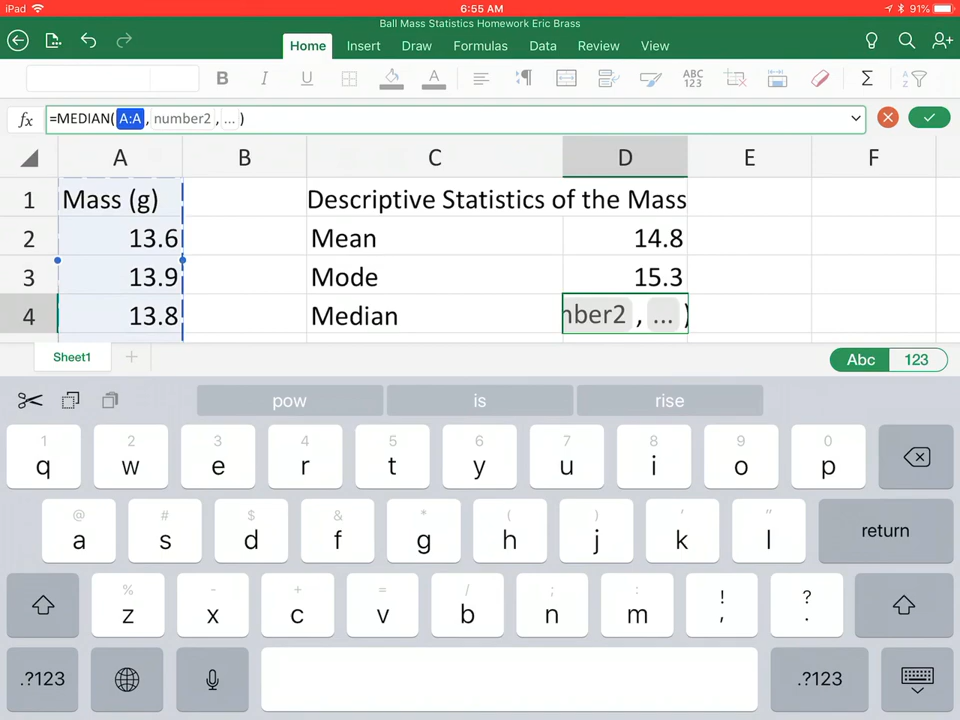 iPad 6:55 AM 91%
Ball Mass Statistics Homework Eric Brass
Home Insert Draw Formulas Data Review View
B I U A ABC 123 Σ A Z
fx =MEDIAN(A:A, number2 , ... )
A B C D E F
1 Mass (g) Descriptive Statistics of the Mass
2 13.6 Mean 14.8
3 13.9 Mode 15.3
4 13.8 Median mber2 , ... )
Sheet1 + Abc 123
pow is rise
1 2 3 4 5 6 7 8 9 0
q w e r t y u i o p
@ # $ & * ( ) ' "
a s d f g h j k l return
% - + = / ; : ! ?
z x c v b n m , .
.?123 .?123